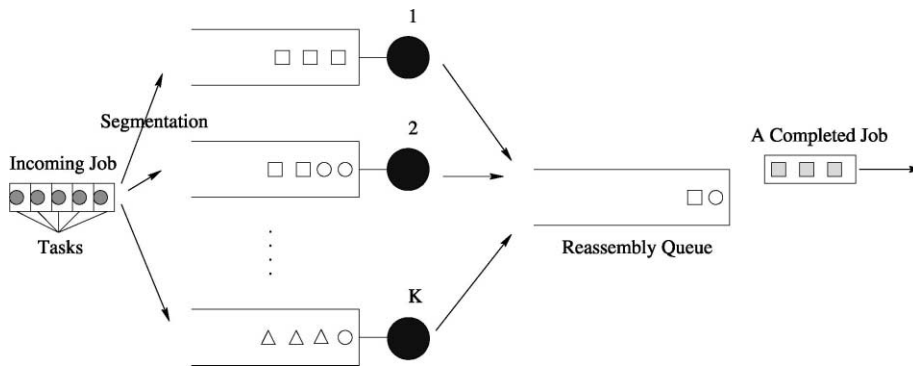 1
Segmentation
2
Incoming Job
Tasks
K
Reassembly Queue
A Completed Job